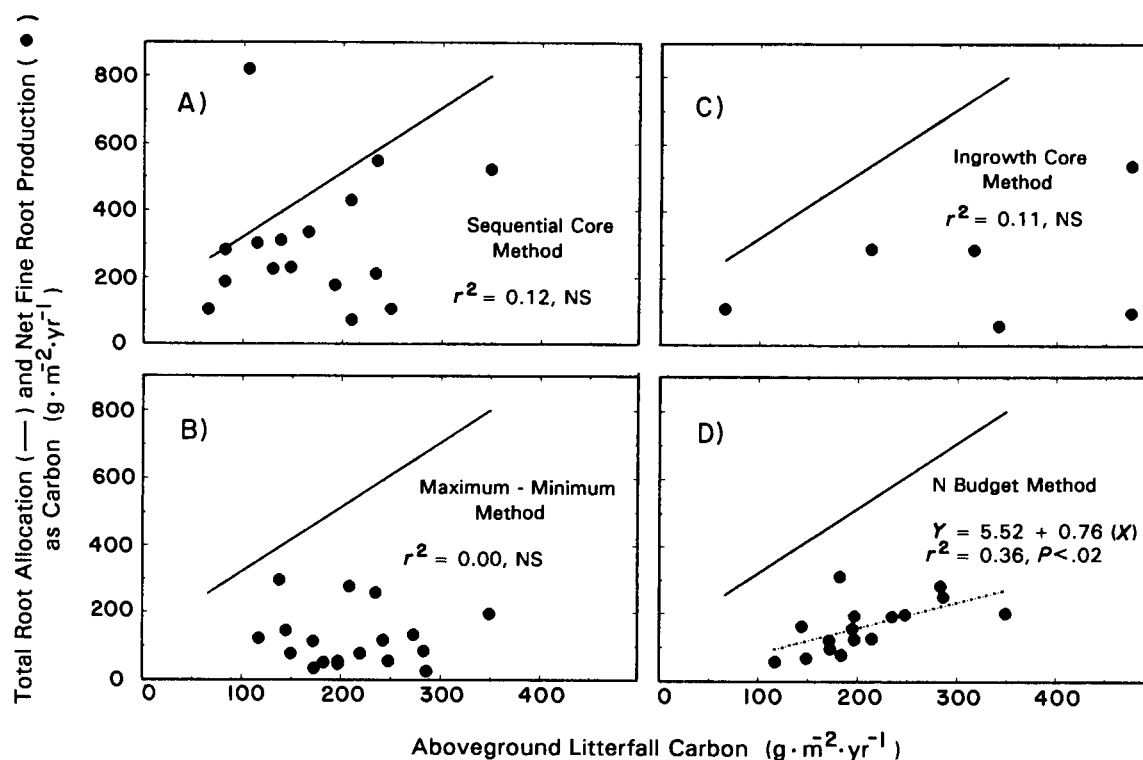 Total Root Allocation (—) and Net Fine Root Production (●)
as Carbon (g·m⁻²·yr⁻¹)
800
600
400
200
0
A)
Sequential Core
Method
r² = 0.12, NS
C)
Ingrowth Core
Method
r² = 0.11, NS
800
600
400
200
0
B)
Maximum - Minimum
Method
r² = 0.00, NS
D)
N Budget Method
Y = 5.52 + 0.76 (X)
r² = 0.36, P<.02
0 100 200 300 400
0 100 200 300 400
Aboveground Litterfall Carbon (g·m⁻²·yr⁻¹)